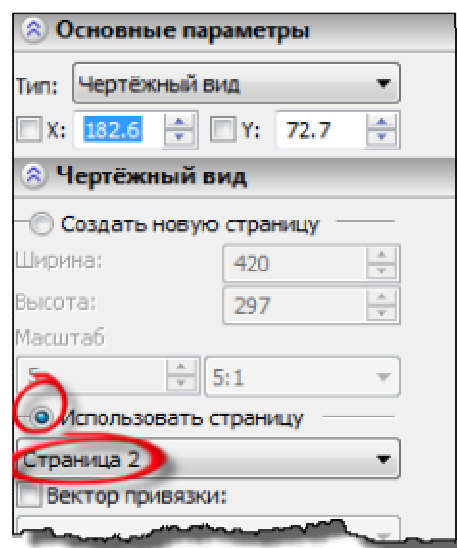 Основные параметры
Тип: Чертёжный вид
X: 182.6 Y: 72.7
Чертёжный вид
Создать новую страницу
Ширина: 420
Высота: 297
Масштаб
5 5:1
Использовать страницу
Страница 2
Вектор привязки: